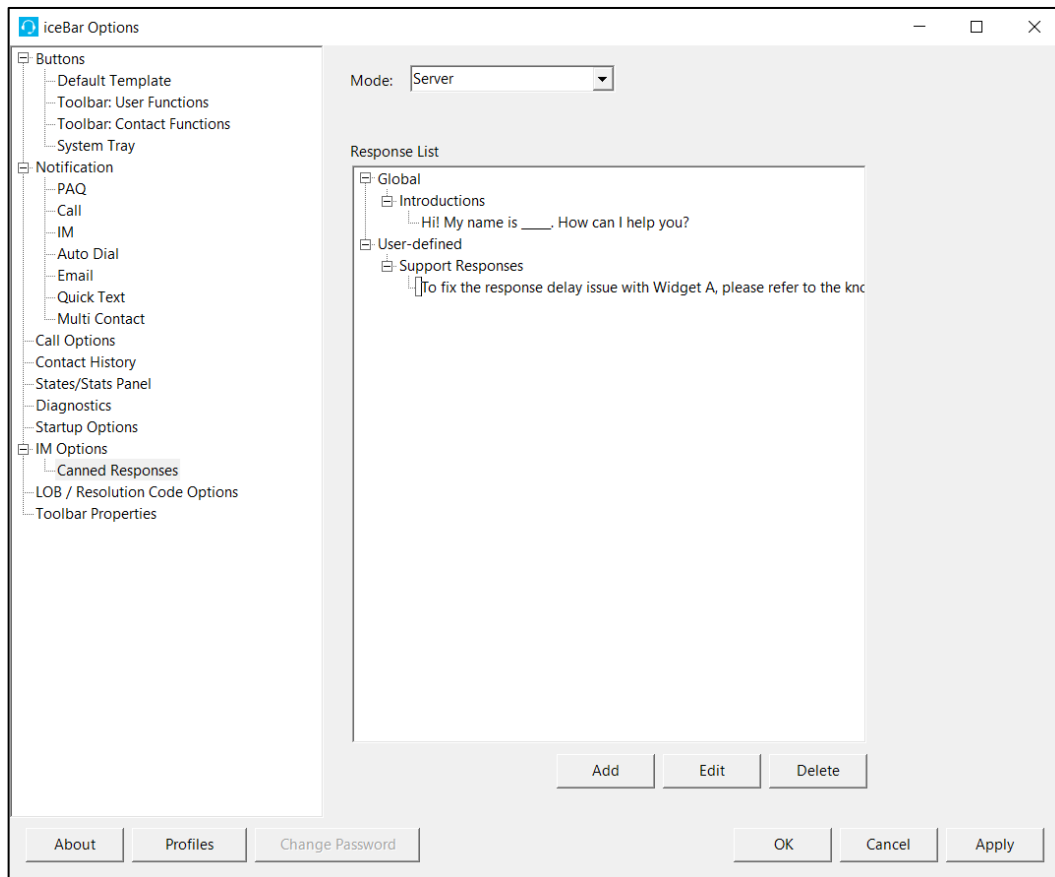 iceBar Options
Buttons
Default Template
Toolbar: User Functions
Toolbar: Contact Functions
System Tray
Notification
PAQ
Call
IM
Auto Dial
Email
Quick Text
Multi Contact
Call Options
Contact History
States/Stats Panel
Diagnostics
Startup Options
IM Options
Canned Responses
LOB / Resolution Code Options
Toolbar Properties
Mode: Server
Response List
Global
Introductions
Hi! My name is ____. How can I help you?
User-defined
Support Responses
To fix the response delay issue with Widget A, please refer to the kno
Add Edit Delete
About Profiles Change Password OK Cancel Apply